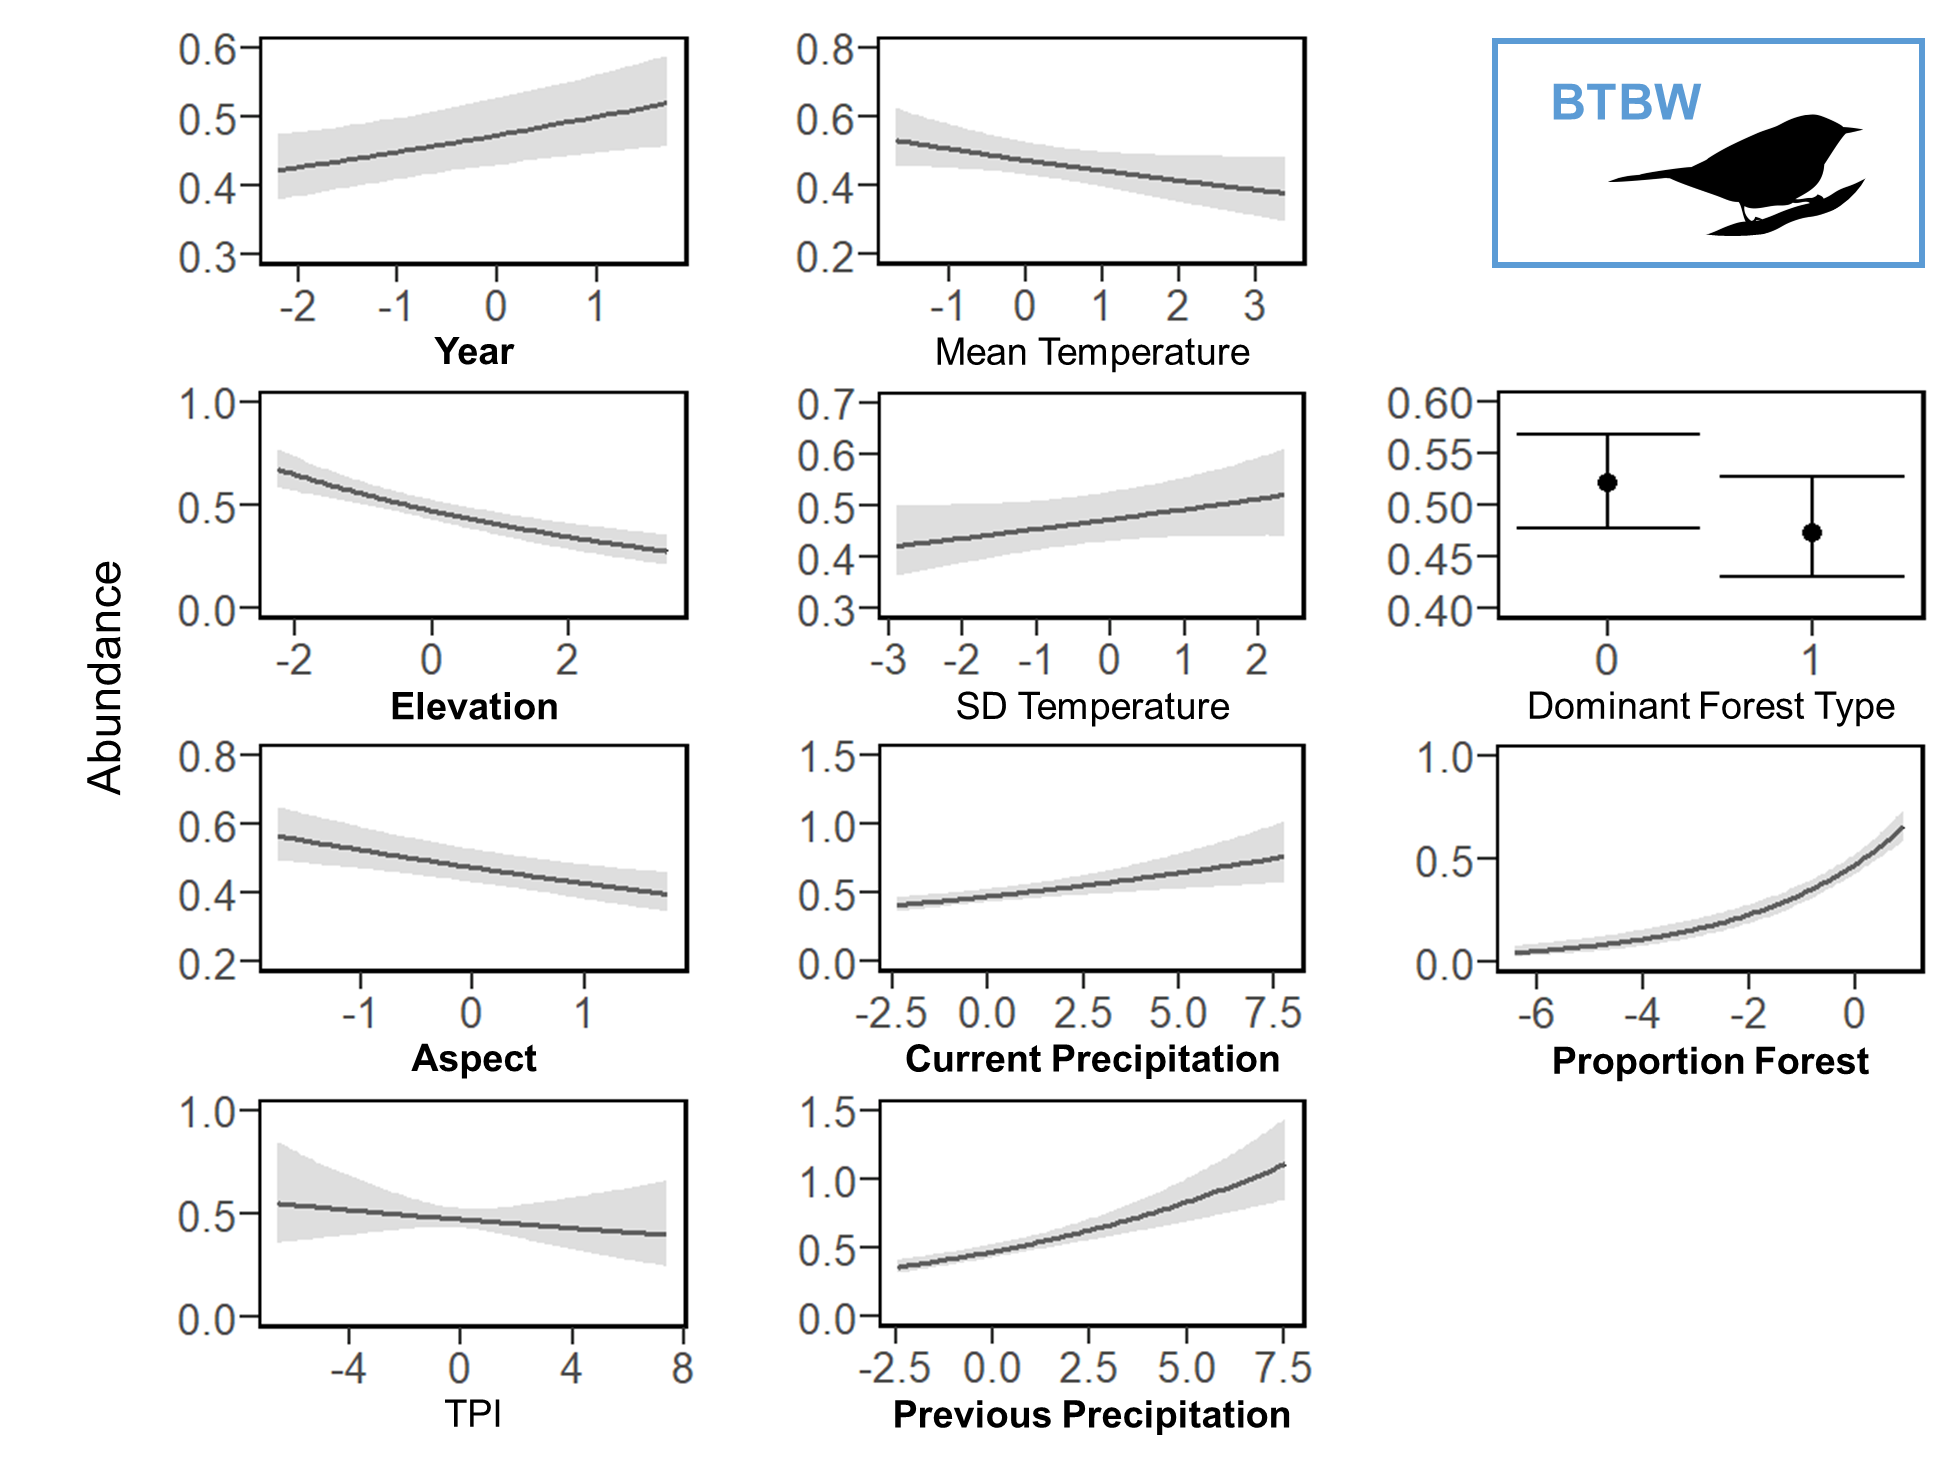 Abundance
0.6
0.5
0.4
0.3
-2 -1 0 1
Year
0.8
0.6
0.4
0.2
-1 0 1 2 3
Mean Temperature
BTBW
1.0
0.5
0.0
-2 0 2
Elevation
0.7
0.6
0.5
0.4
0.3
-3 -2 -1 0 1 2
SD Temperature
0.60
0.55
0.50
0.45
0.40
0 1
Dominant Forest Type
0.8
0.6
0.4
0.2
-1 0 1
Aspect
1.5
1.0
0.5
0.0
-2.5 0.0 2.5 5.0 7.5
Current Precipitation
1.0
0.5
0.0
-6 -4 -2 0
Proportion Forest
1.0
0.5
0.0
-4 0 4 8
TPI
1.5
1.0
0.5
0.0
-2.5 0.0 2.5 5.0 7.5
Previous Precipitation